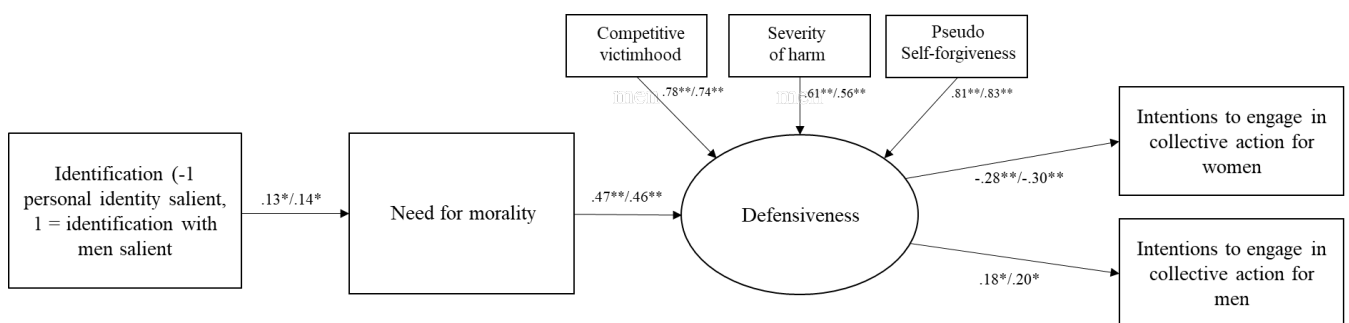 Competitive
victimhood
Severity
of harm
Pseudo
Self-forgiveness
.78**/.74**
men
.61**/.56**
men
.81**/.83**
Identification (-1
personal identity salient,
1 = identification with
men salient
.13*/.14*
Need for morality
.47**/.46**
Defensiveness
-.28**/-.30**
.18*/.20*
Intentions to engage in
collective action for
women
Intentions to engage in
collective action for
men